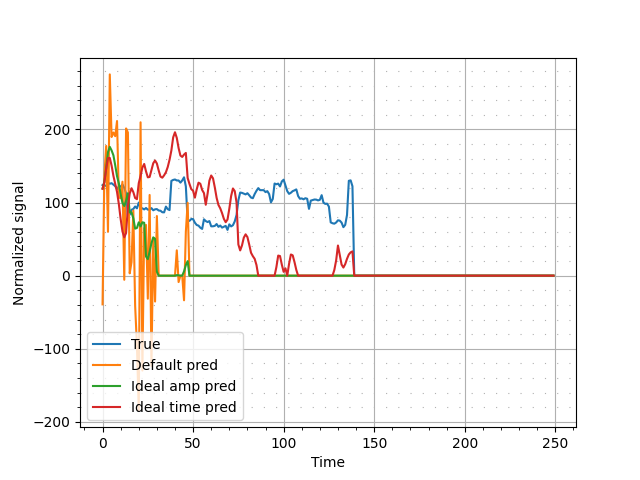 Normalized signal
200
100
0
−100
−200
True
Default pred
Ideal amp pred
Ideal time pred
0 50 100 150 200 250
Time